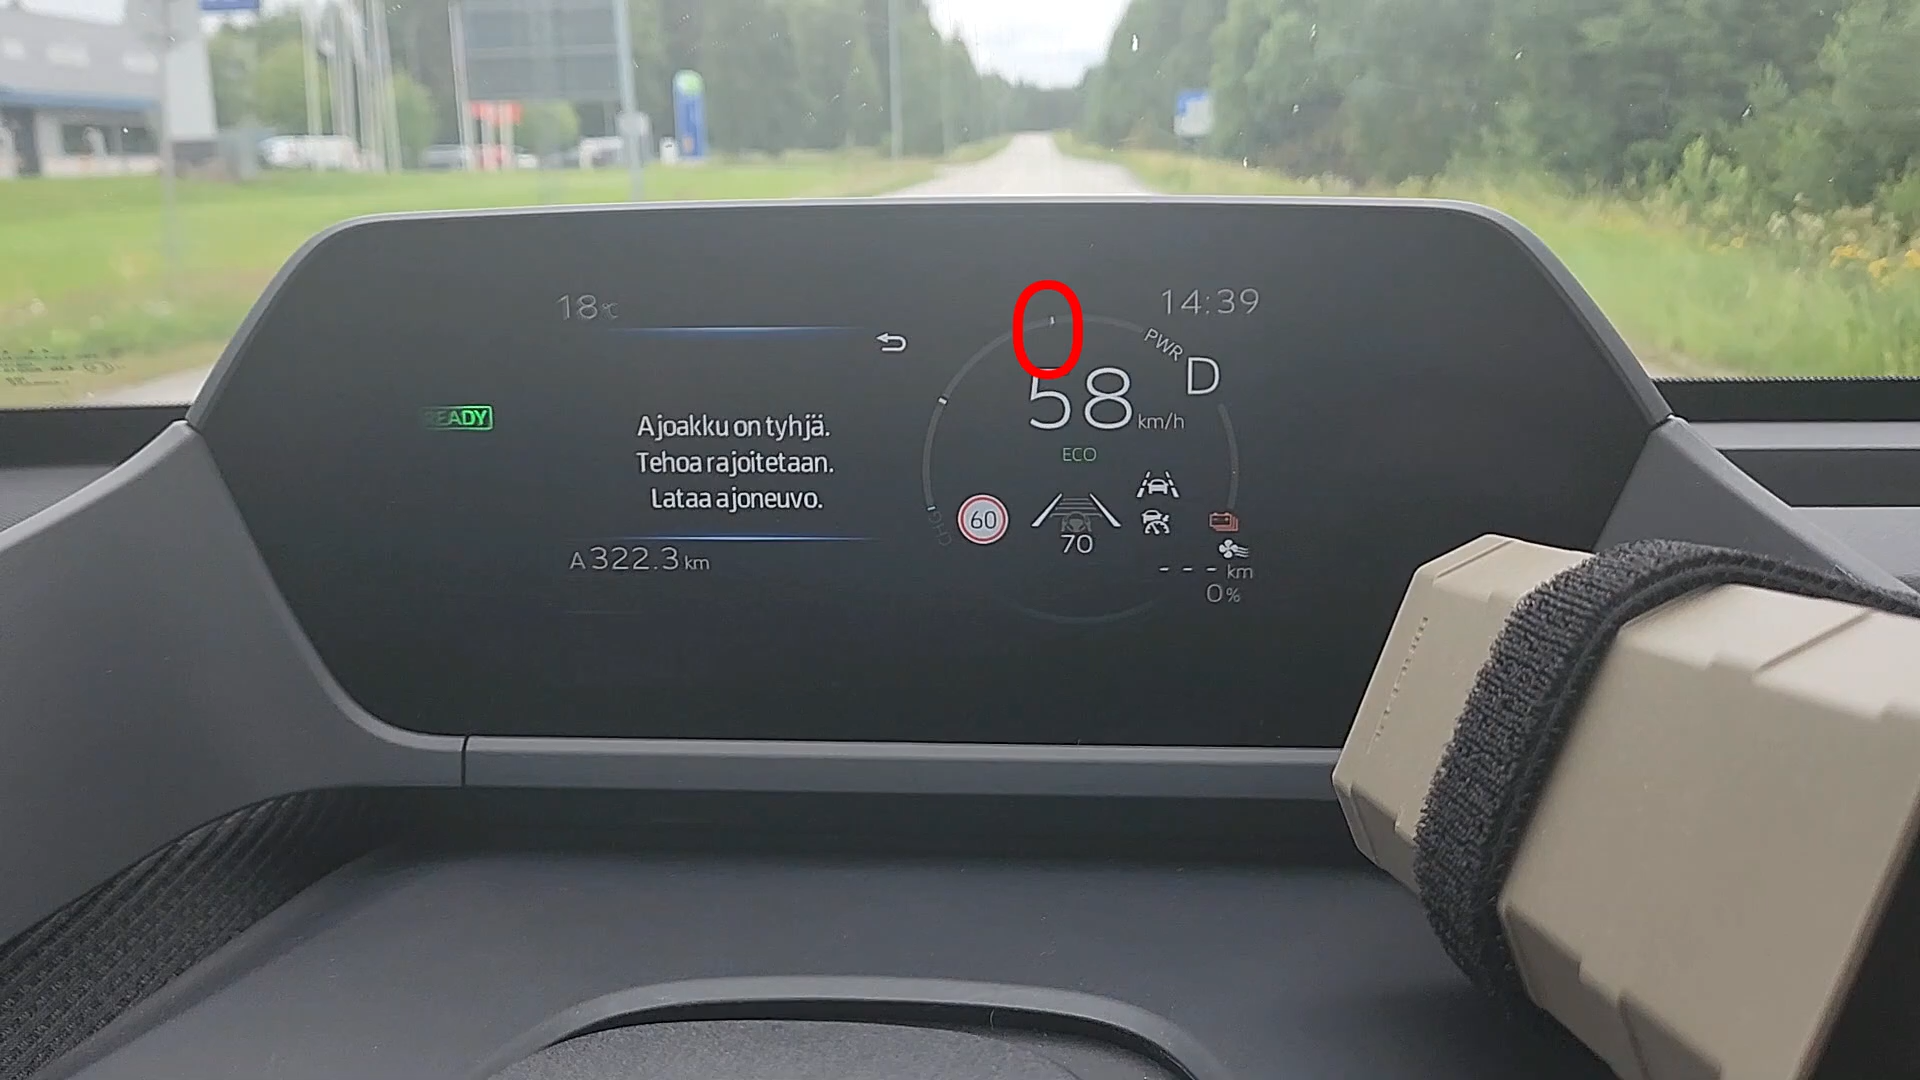 18°C
14:39
PWR
D
58 km/h
READY
Ajoakku on tyhjä.
Tehoa rajoitetaan.
Lataa ajoneuvo.
ECO
CHG
60
70
A 322.3 km
- - - km
0 %